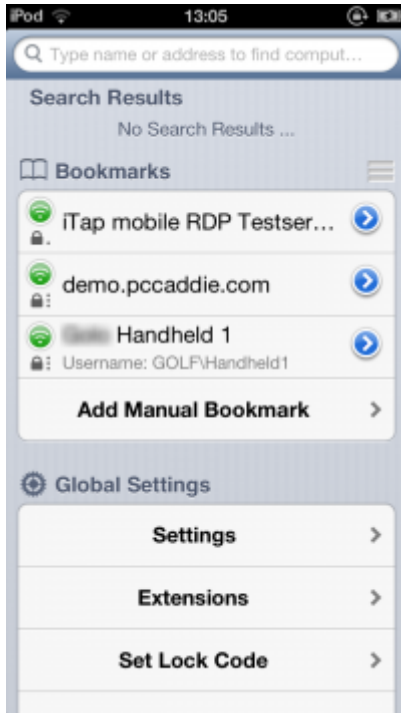 iPod 13:05
Type name or address to find comput...
Search Results
No Search Results ...
Bookmarks
iTap mobile RDP Testser...
demo.pccaddie.com
Handheld 1
Username: GOLF\Handheld1
Add Manual Bookmark
Global Settings
Settings
Extensions
Set Lock Code